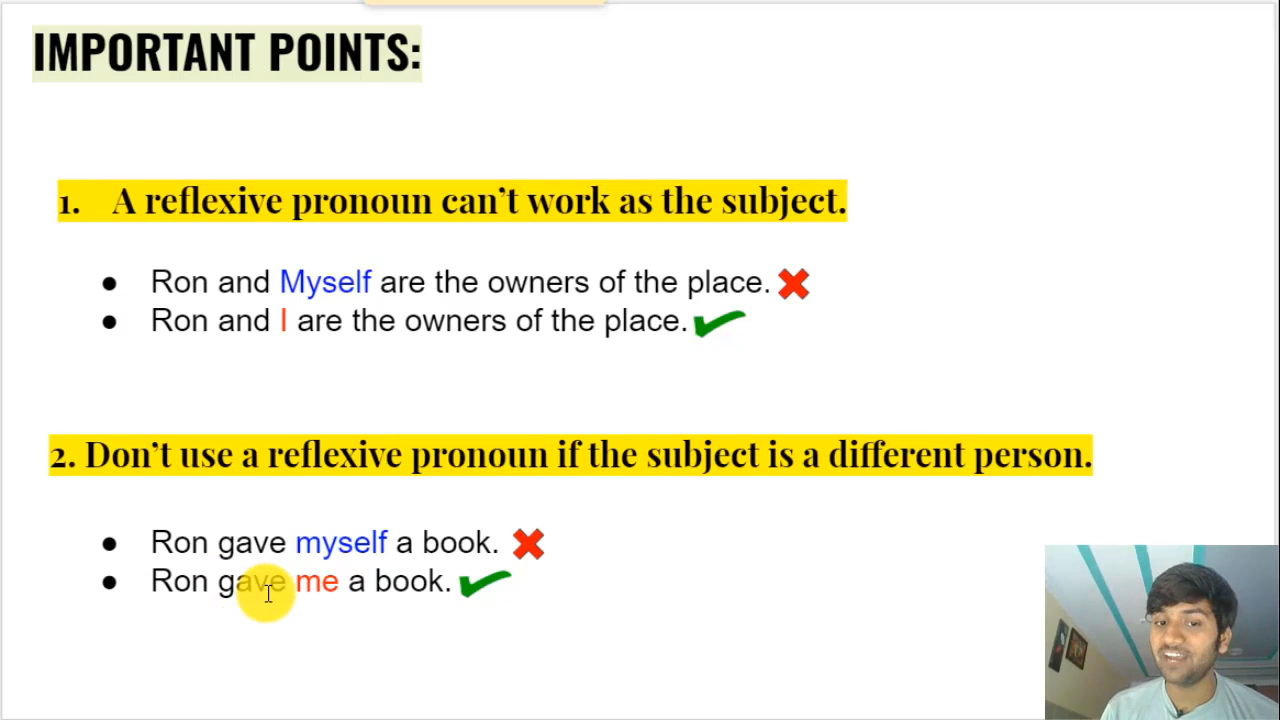 IMPORTANT POINTS:
1. A reflexive pronoun can’t work as the subject.
● Ron and Myself are the owners of the place.
● Ron and I are the owners of the place.
2. Don’t use a reflexive pronoun if the subject is a different person.
● Ron gave myself a book.
● Ron gave me a book.